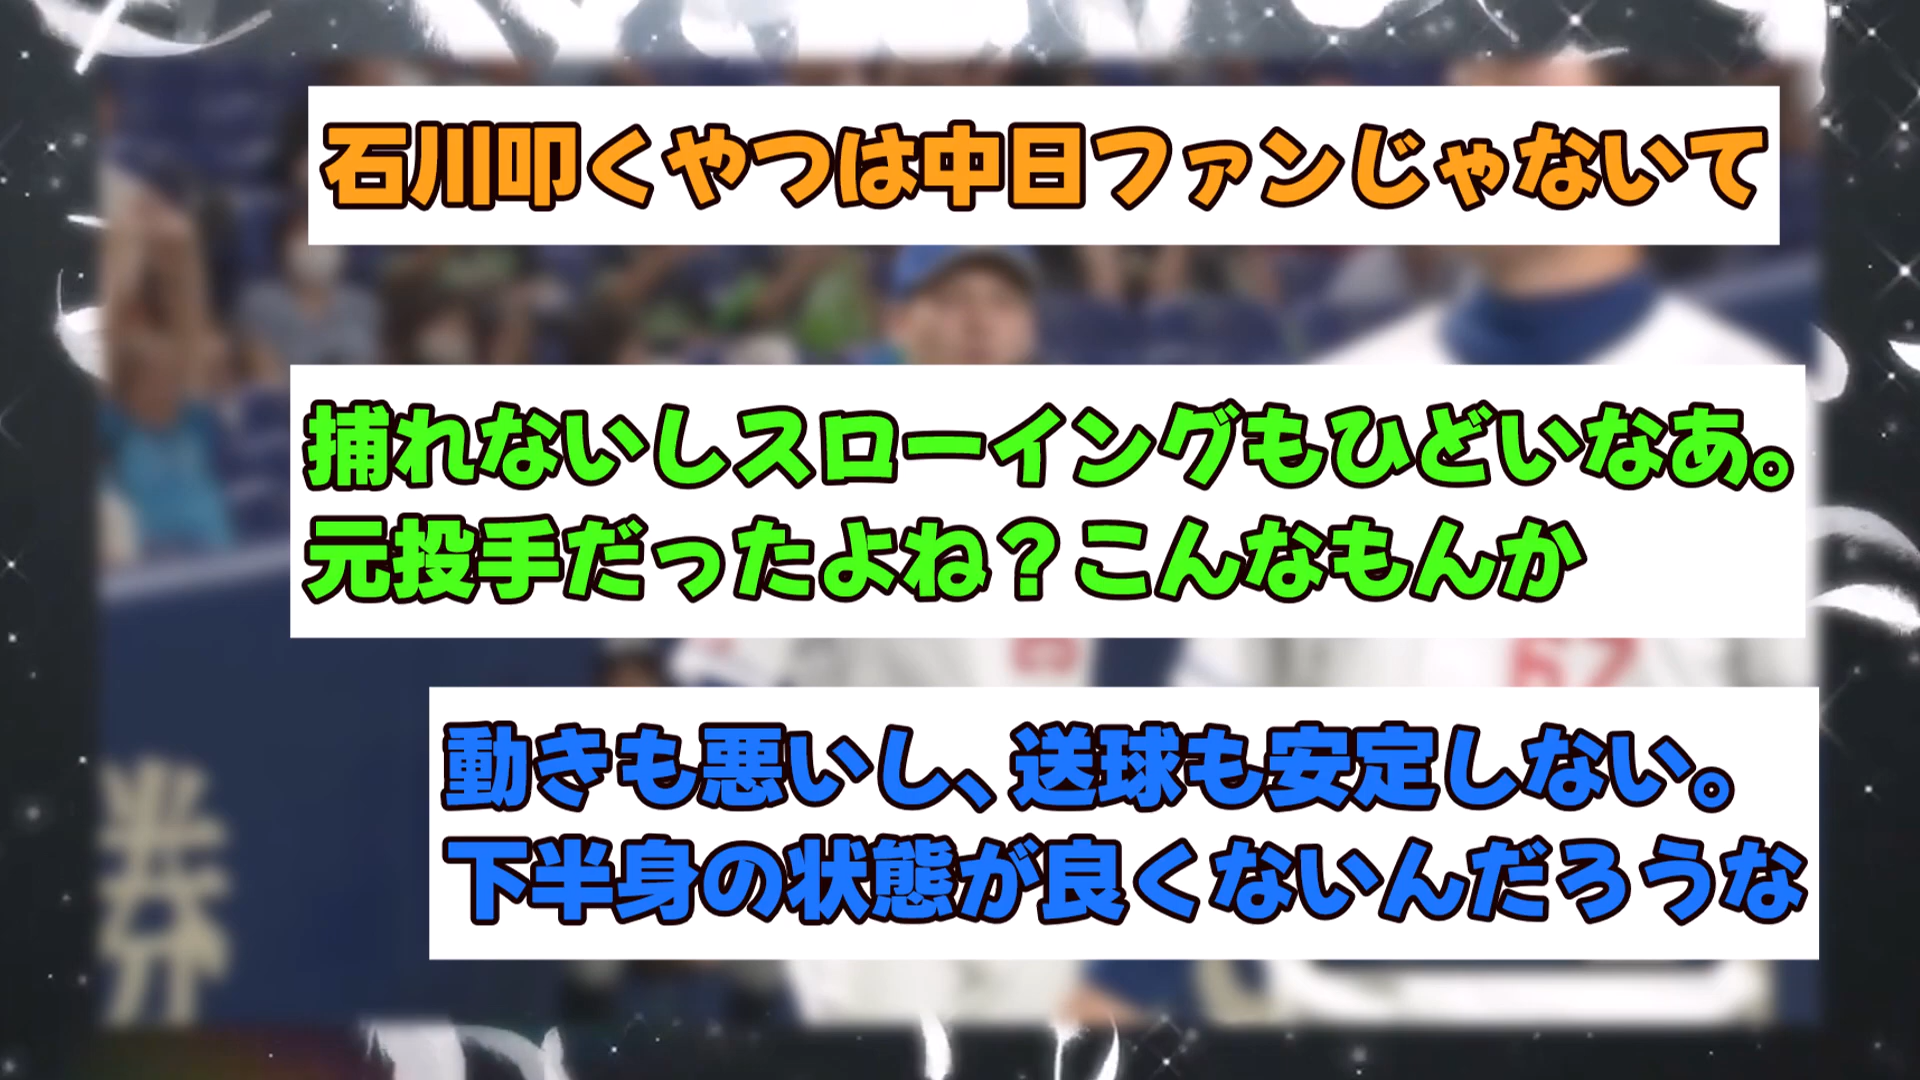 石川叩くやつは中日ファンじゃないて
捕れないしスローイングもひどいなあ。
元投手だったよね？こんなもんか
動きも悪いし、送球も安定しない。
下半身の状態が良くないんだろうな